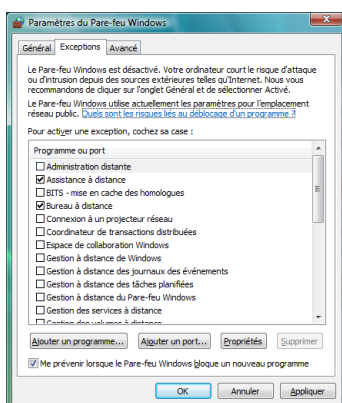 Paramètres du Pare-feu Windows
Général Exceptions Avancé
Le Pare-feu Windows est désactivé. Votre ordinateur court le risque d'attaque
ou d'intrusion depuis des sources extérieures telles qu'Internet. Nous vous
recommandons de cliquer sur l'onglet Général et de sélectionner Activé.
Le Pare-feu Windows utilise actuellement les paramètres pour l'emplacement
réseau public. Quels sont les risques liés au déblocage d'un programme ?
Pour activer une exception, cochez sa case :
Programme ou port
Administration distante
Assistance à distance
BITS - mise en cache des homologues
Bureau à distance
Connexion à un projecteur réseau
Coordinateur de transactions distribuées
Espace de collaboration Windows
Gestion à distance de Windows
Gestion à distance des journaux des événements
Gestion à distance des tâches planifiées
Gestion à distance du Pare-feu Windows
Gestion des services à distance
Gestion des volumes à distance
Ajouter un programme... Ajouter un port... Propriétés Supprimer
Me prévenir lorsque le Pare-feu Windows bloque un nouveau programme
OK Annuler Appliquer